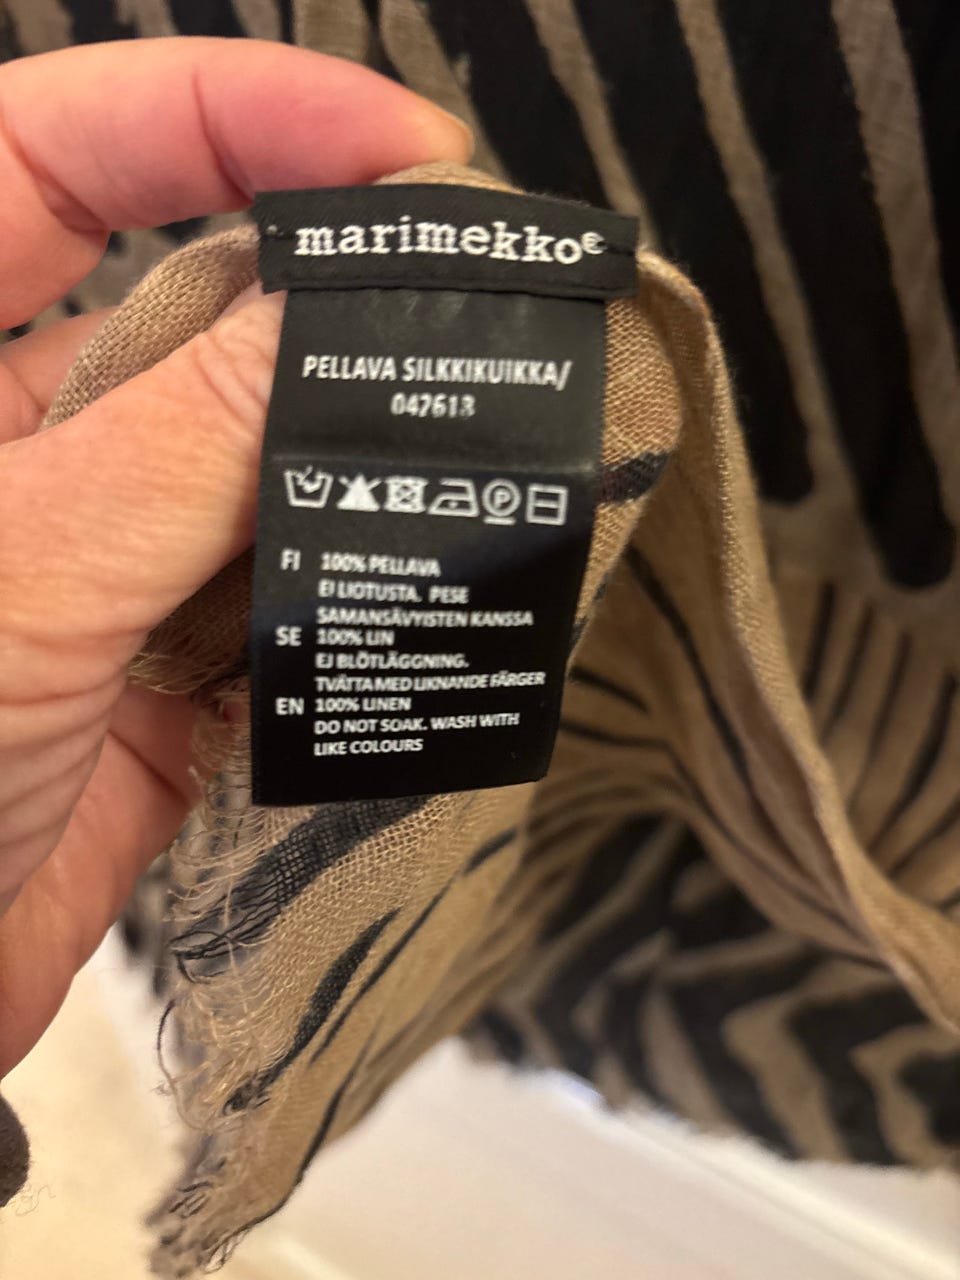 marimekko®
PELLAVA SILKKIKUIKKA/
047613
P
FI 100% PELLAVA
EI LIOTUSTA. PESE
SAMANSÄVYISTEN KANSSA
SE 100% LIN
EJ BLÖTLÄGGNING.
TVÄTTA MED LIKNANDE FÄRGER
EN 100% LINEN
DO NOT SOAK. WASH WITH
LIKE COLOURS